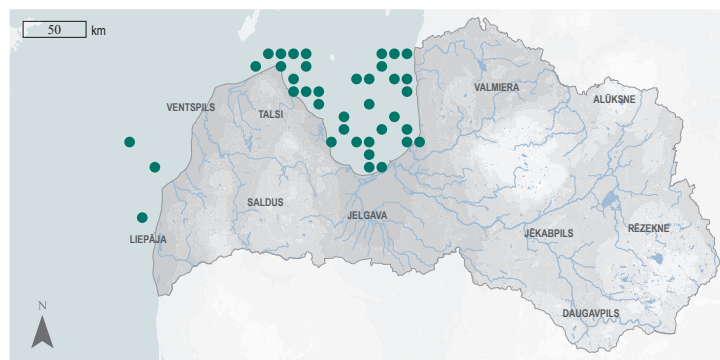 50 km
VENTSPILS
TALSI
VALMIERA
ALŪKSNE
SALDUS
JELGAVA
LIEPĀJA
JĒKABPILS
RĒZEKNE
DAUGAVPILS
N